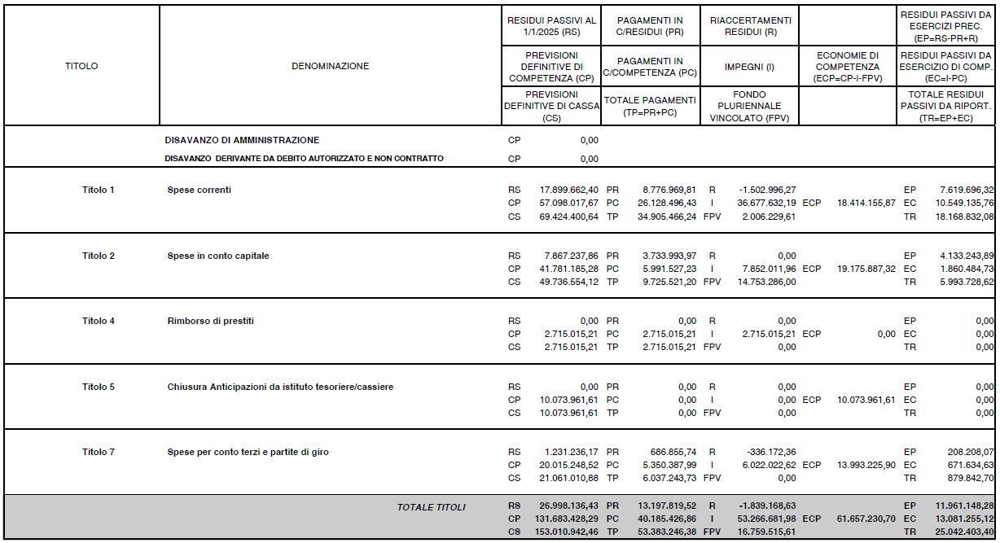 TITOLO DENOMINAZIONE
RESIDUI PASSIVI AL 1/1/2025 (RS) PAGAMENTI IN C/RESIDUI (PR) RIACCERTAMENTI RESIDUI (R) RESIDUI PASSIVI DA ESERCIZI PREC. (EP=RS-PR+R)
PREVISIONI DEFINITIVE DI COMPETENZA (CP) PAGAMENTI IN C/COMPETENZA (PC) IMPEGNI (I) ECONOMIE DI COMPETENZA (ECP=CP-I-FPV) RESIDUI PASSIVI DA ESERCIZIO DI COMP. (EC=I-PC)
PREVISIONI DEFINITIVE DI CASSA (CS) TOTALE PAGAMENTI (TP=PR+PC) FONDO PLURIENNALE VINCOLATO (FPV) TOTALE RESIDUI PASSIVI DA RIPORT. (TR=EP+EC)
DISAVANZO DI AMMINISTRAZIONE CP 0,00
DISAVANZO DERIVANTE DA DEBITO AUTORIZZATO E NON CONTRATTO CP 0,00
Titolo 1 Spese correnti RS 17.899.662,40 PR 8.776.969,81 R -1.502.996,27 EP 7.619.696,32
CP 57.098.017,67 PC 26.128.496,43 I 36.677.632,19 ECP 18.414.155,87 EC 10.549.135,76
CS 69.424.400,64 TP 34.905.466,24 FPV 2.006.229,61 TR 18.168.832,08
Titolo 2 Spese in conto capitale RS 7.867.237,86 PR 3.733.993,97 R 0,00 EP 4.133.243,89
CP 41.781.185,28 PC 5.991.527,23 I 7.852.011,96 ECP 19.175.887,32 EC 1.860.484,73
CS 49.736.554,12 TP 9.725.521,20 FPV 14.753.286,00 TR 5.993.728,62
Titolo 4 Rimborso di prestiti RS 0,00 PR 0,00 R 0,00 EP 0,00
CP 2.715.015,21 PC 2.715.015,21 I 2.715.015,21 ECP 0,00 EC 0,00
CS 2.715.015,21 TP 2.715.015,21 FPV 0,00 TR 0,00
Titolo 5 Chiusura Anticipazioni da istituto tesoriere/cassiere RS 0,00 PR 0,00 R 0,00 EP 0,00
CP 10.073.961,61 PC 0,00 I 0,00 ECP 10.073.961,61 EC 0,00
CS 10.073.961,61 TP 0,00 FPV 0,00 TR 0,00
Titolo 7 Spese per conto terzi e partite di giro RS 1.231.236,17 PR 686.855,74 R -336.172,36 EP 208.208,07
CP 20.015.248,52 PC 5.350.387,99 I 6.022.022,62 ECP 13.993.225,90 EC 671.634,63
CS 21.061.010,88 TP 6.037.243,73 FPV 0,00 TR 879.842,70
TOTALE TITOLI RS 26.998.136,43 PR 13.197.819,52 R -1.839.168,63 EP 11.961.148,28
CP 131.683.428,29 PC 40.185.426,86 I 53.266.681,98 ECP 61.657.230,70 EC 13.081.255,12
CS 153.010.942,46 TP 53.383.246,38 FPV 16.759.515,61 TR 25.042.403,40